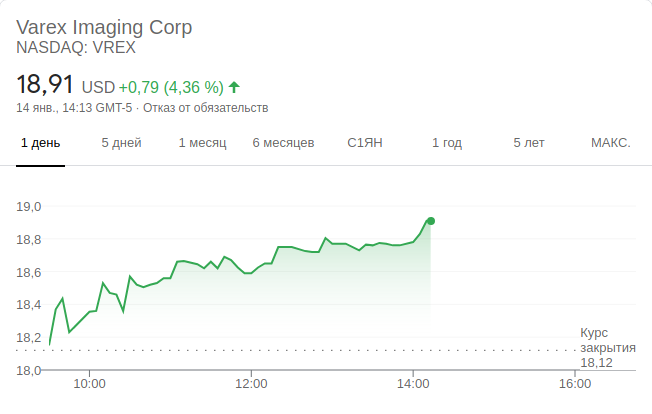 Varex Imaging Corp
NASDAQ: VREX
18,91 USD +0,79 (4,36 %)
14 янв., 14:13 GMT-5 · Отказ от обязательств
1 день 5 дней 1 месяц 6 месяцев С1ЯН 1 год 5 лет МАКС.
19,0
18,8
18,6
18,4
18,2
18,0
Курс
закрытия
18,12
10:00 12:00 14:00 16:00